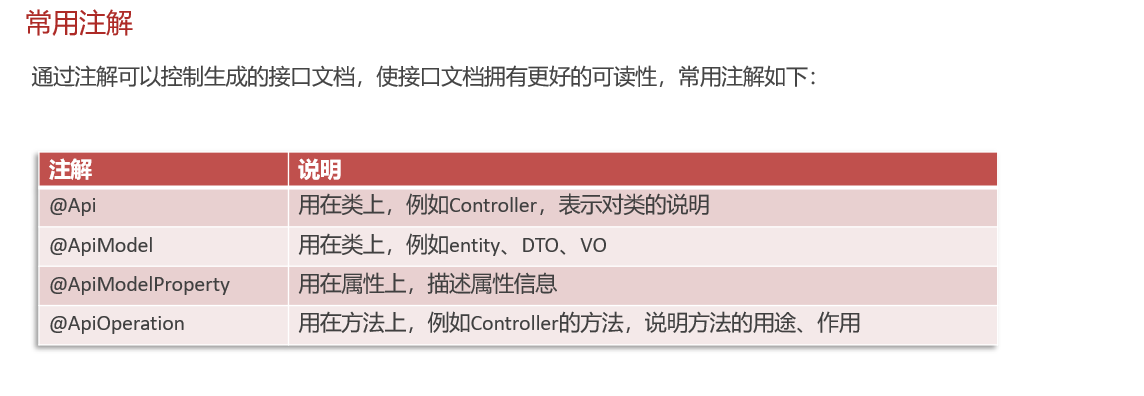 常用注解
通过注解可以控制生成的接口文档，使接口文档拥有更好的可读性，常用注解如下：
注解 说明
@Api 用在类上，例如Controller，表示对类的说明
@ApiModel 用在类上，例如entity、DTO、VO
@ApiModelProperty 用在属性上，描述属性信息
@ApiOperation 用在方法上，例如Controller的方法，说明方法的用途、作用